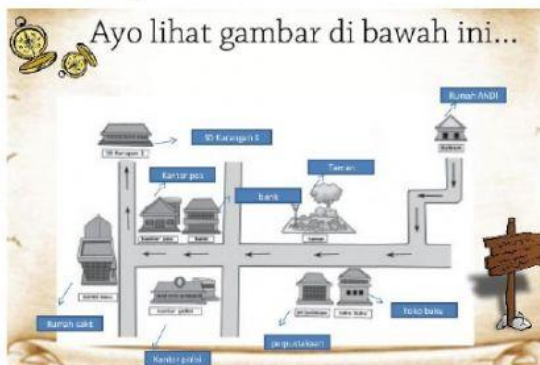 Ayo lihat gambar di bawah ini...
Rumah ANDI
SD Karangan 1
Taman
Kantor pos
bank
Toko buku
Rumah sakit
perpustakaan
Kantor polisi